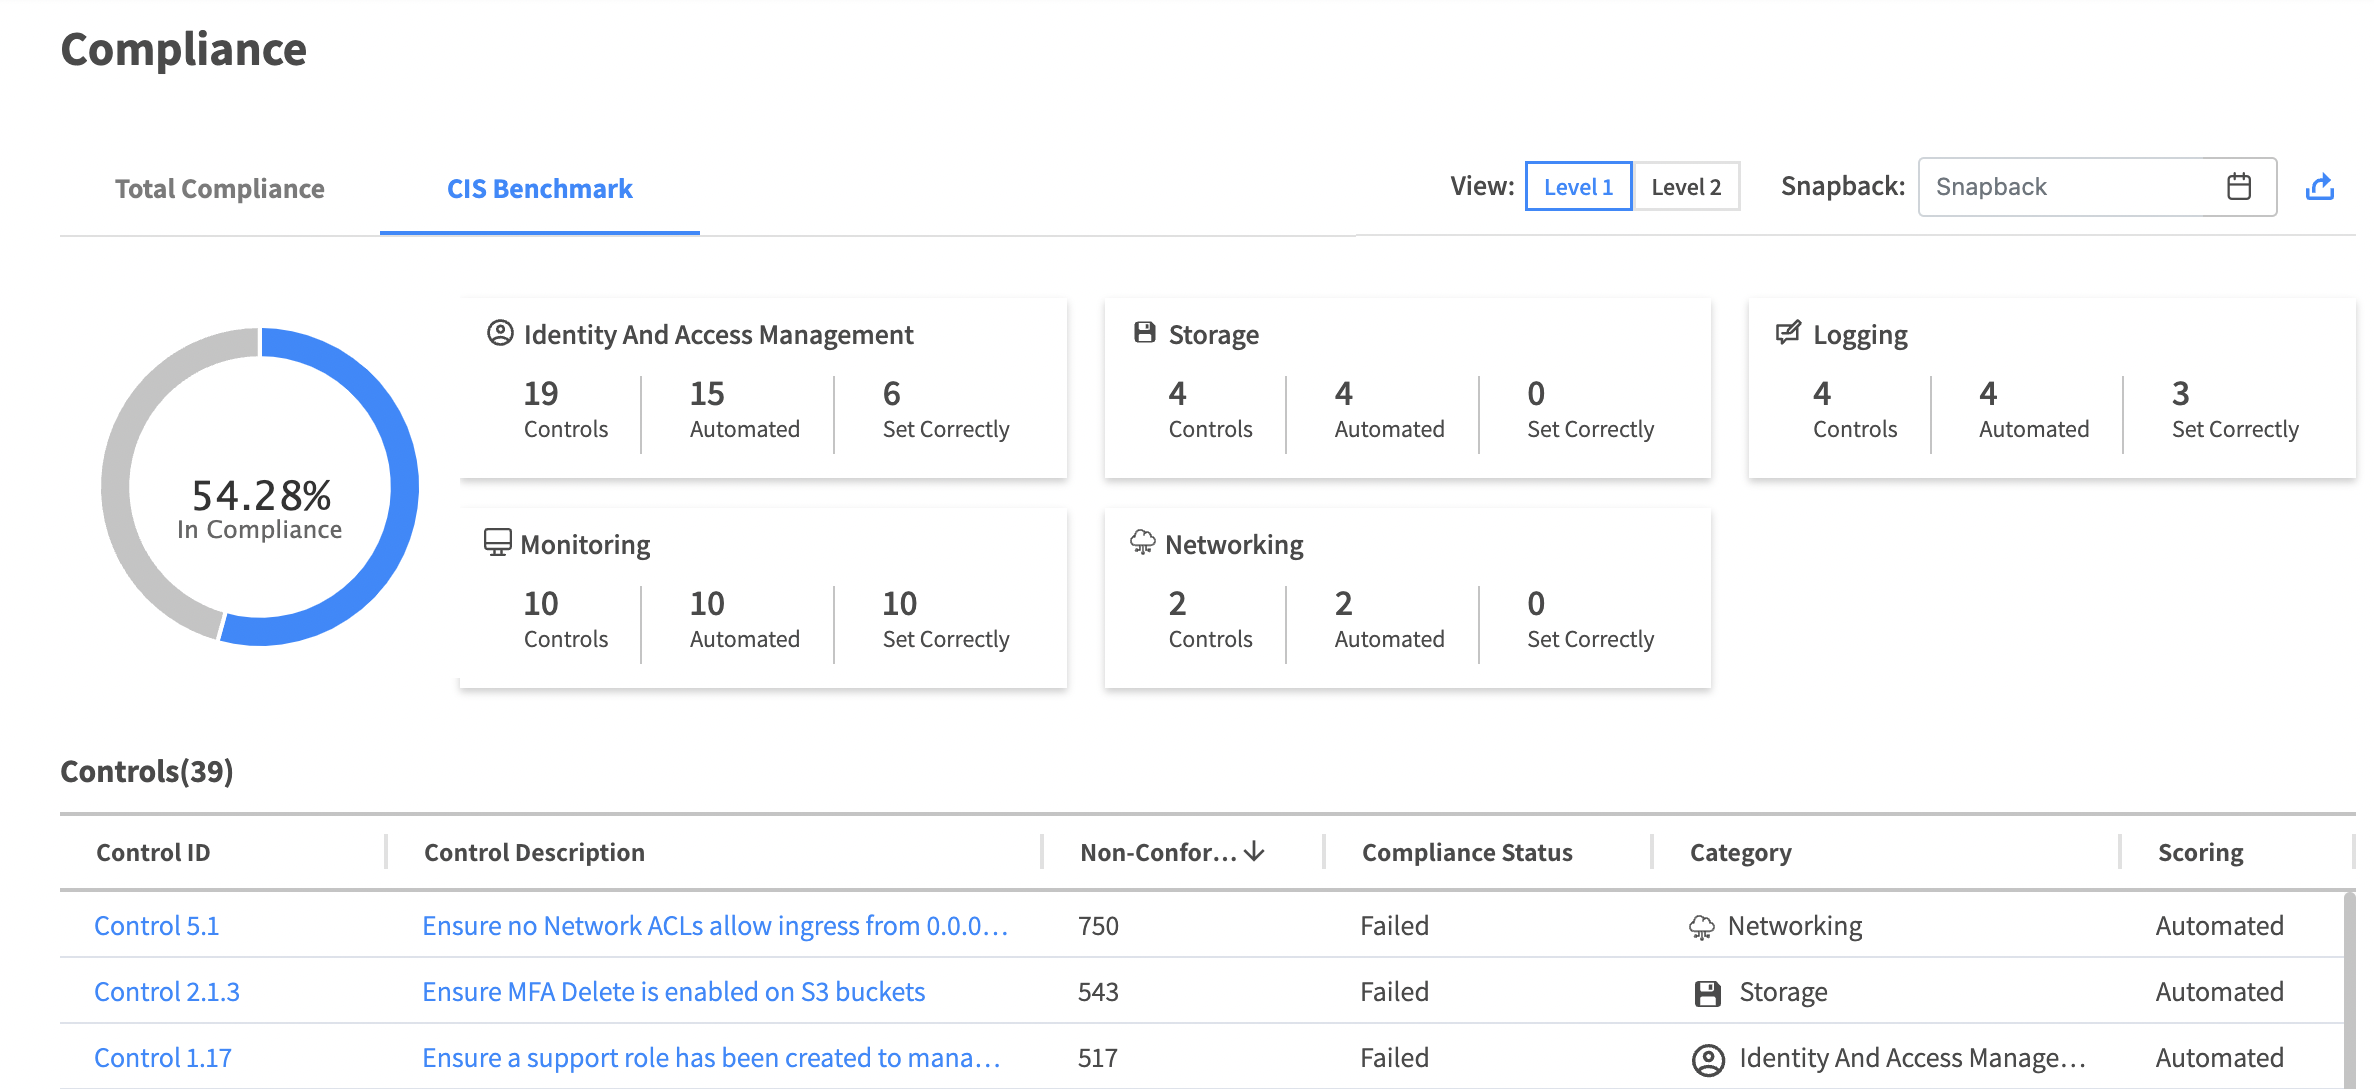 Compliance
Total Compliance
CIS Benchmark
View: Level 1 Level 2 Snapback: Snapback
54.28%
In Compliance
Identity And Access Management
19 15 6
Controls Automated Set Correctly
Storage
4 4 0
Controls Automated Set Correctly
Logging
4 4 3
Controls Automated Set Correctly
Monitoring
10 10 10
Controls Automated Set Correctly
Networking
2 2 0
Controls Automated Set Correctly
Controls(39)
Control ID Control Description Non-Confor... Compliance Status Category Scoring
Control 5.1 Ensure no Network ACLs allow ingress from 0.0.0... 750 Failed Networking Automated
Control 2.1.3 Ensure MFA Delete is enabled on S3 buckets 543 Failed Storage Automated
Control 1.17 Ensure a support role has been created to mana... 517 Failed Identity And Access Manage... Automated